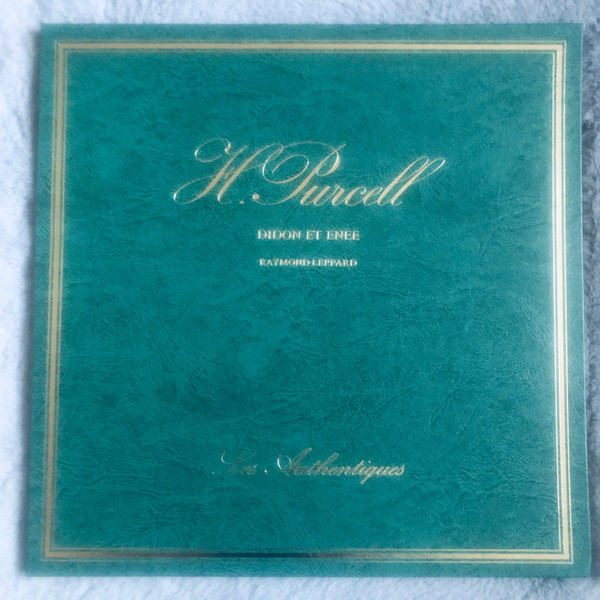 H. Purcell
DIDON ET ENEE
RAYMOND LEPPARD
Les Authentiques